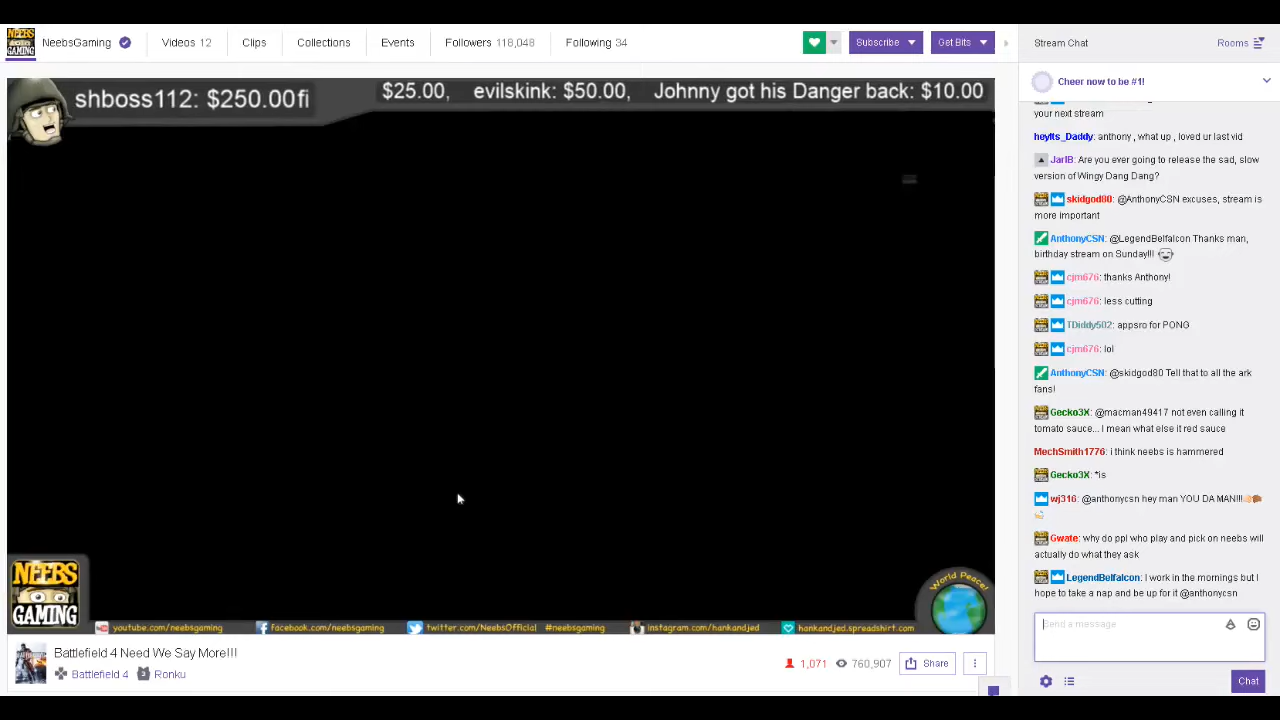 NeebsGaming Videos 12 Clips Collections Events Followers 118,048 Following 34 Subscribe Get Bits
Stream Chat Rooms
Cheer now to be #1!
shboss112: $250.00fi
$25.00, evilskink: $50.00, Johnny got his Danger back: $10.00
NEEBS
GAMING
World Peace!
youtube.com/neebsgaming facebook.com/neebsgaming twitter.com/NeebsOfficial #neebsgaming instagram.com/hankandjed hankandjed.spreadshirt.com
Battlefield 4 Need We Say More!!!
Battlefield 4 Ronku
1,071 760,907 Share
your next stream
heyIts_Daddy: anthony , what up , loved ur last vid
JarlB: Are you ever going to release the sad, slow
version of Wingy Dang Dang?
skidgod80: @AnthonyCSN excuses, stream is
more important
AnthonyCSN: @LegendBelfalcon Thanks man,
birthday stream on Sunday!!!
cjm676: thanks Anthony!
cjm676: less cutting
TDiddy502: appsro for PONG
cjm676: lol
AnthonyCSN: @skidgod80 Tell that to all the ark
fans!
Gecko3X: @macman49417 not even calling it
tomato sauce... I mean what else it red sauce
MechSmith1776: i think neebs is hammered
Gecko3X: *is
wj316: @anthonycsn hey man YOU DA MAN!!!
Gwate: why do ppl who play and pick on neebs will
actually do what they ask
LegendBelfalcon: I work in the mornings but I
hope to take a nap and be up for it @anthonycsn
Send a message
Chat